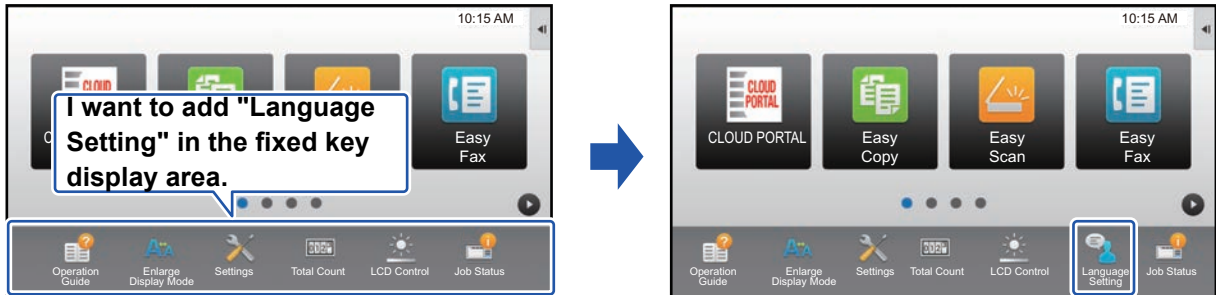 10:15 AM
CLOUD
I want to add "Language
Setting" in the fixed key
display area.
Easy
Fax
Operation
Guide
Enlarge
Display Mode
Settings
Total Count
LCD Control
Job Status
10:15 AM
CLOUD
PORTAL
CLOUD PORTAL
Easy
Copy
Easy
Scan
Easy
Fax
Operation
Guide
Enlarge
Display Mode
Settings
Total Count
LCD Control
Language
Setting
Job Status